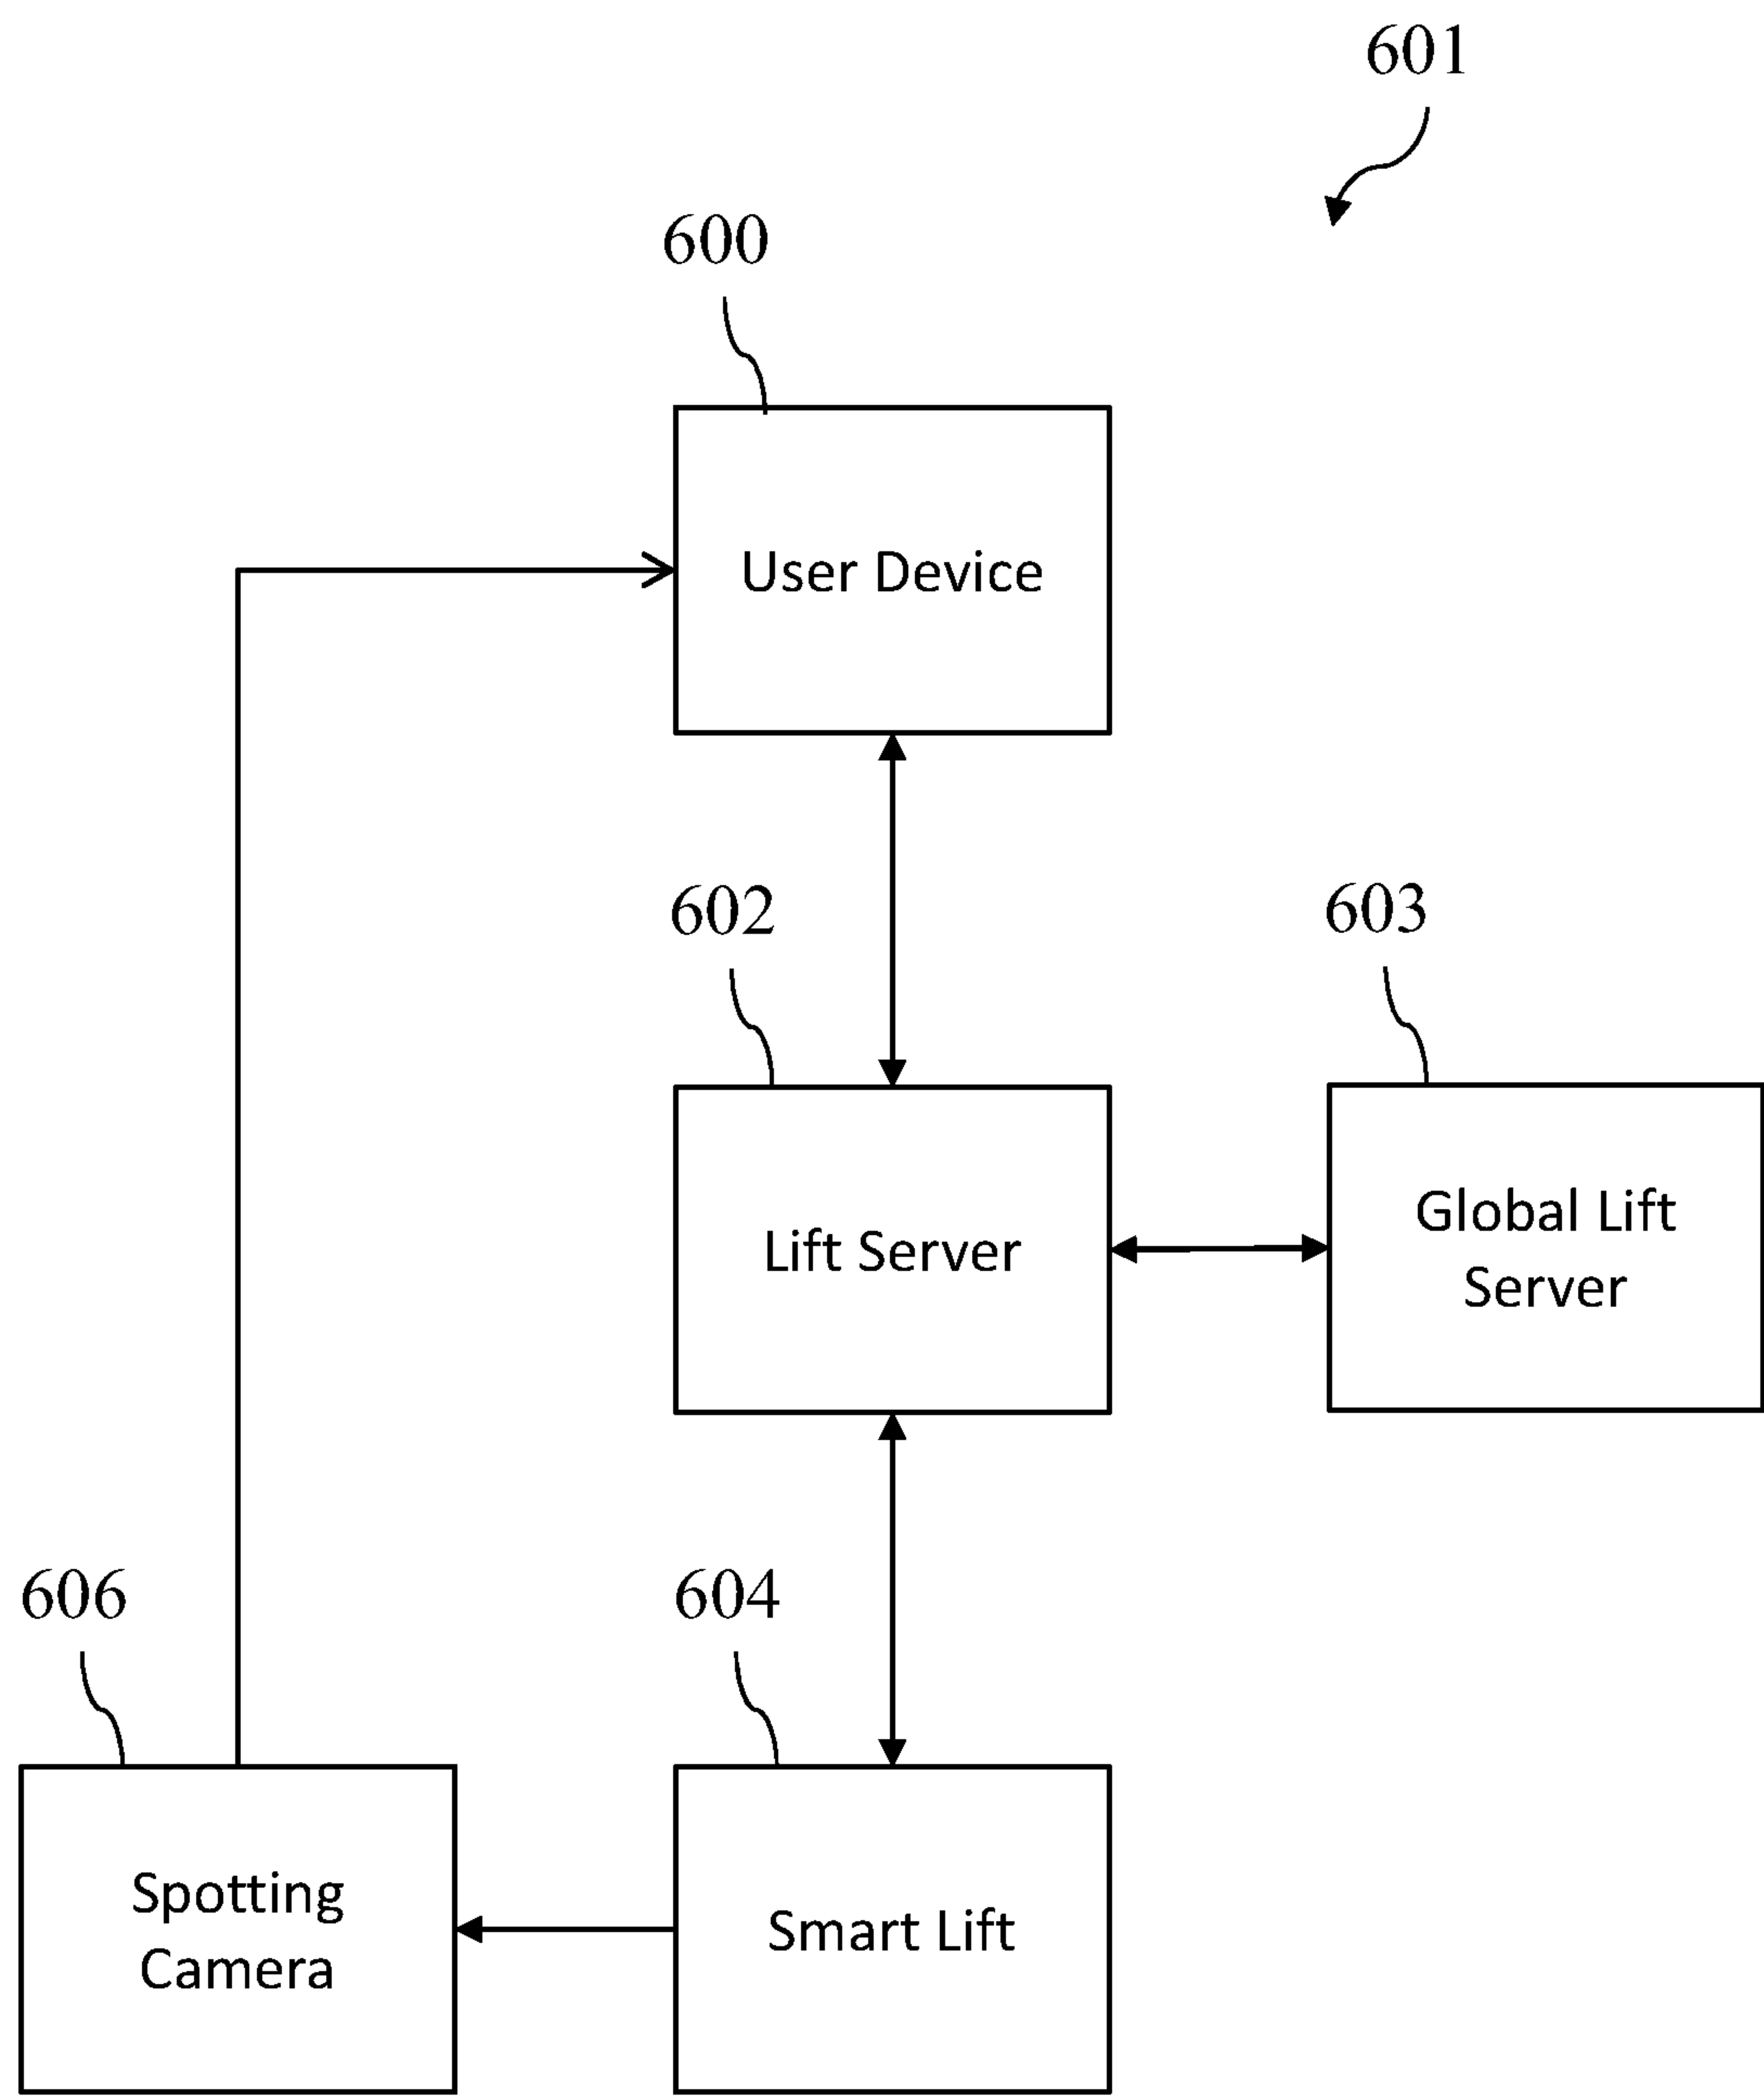 601
600
User Device
602
603
Lift Server
Global Lift
Server
606
604
Spotting
Camera
Smart Lift